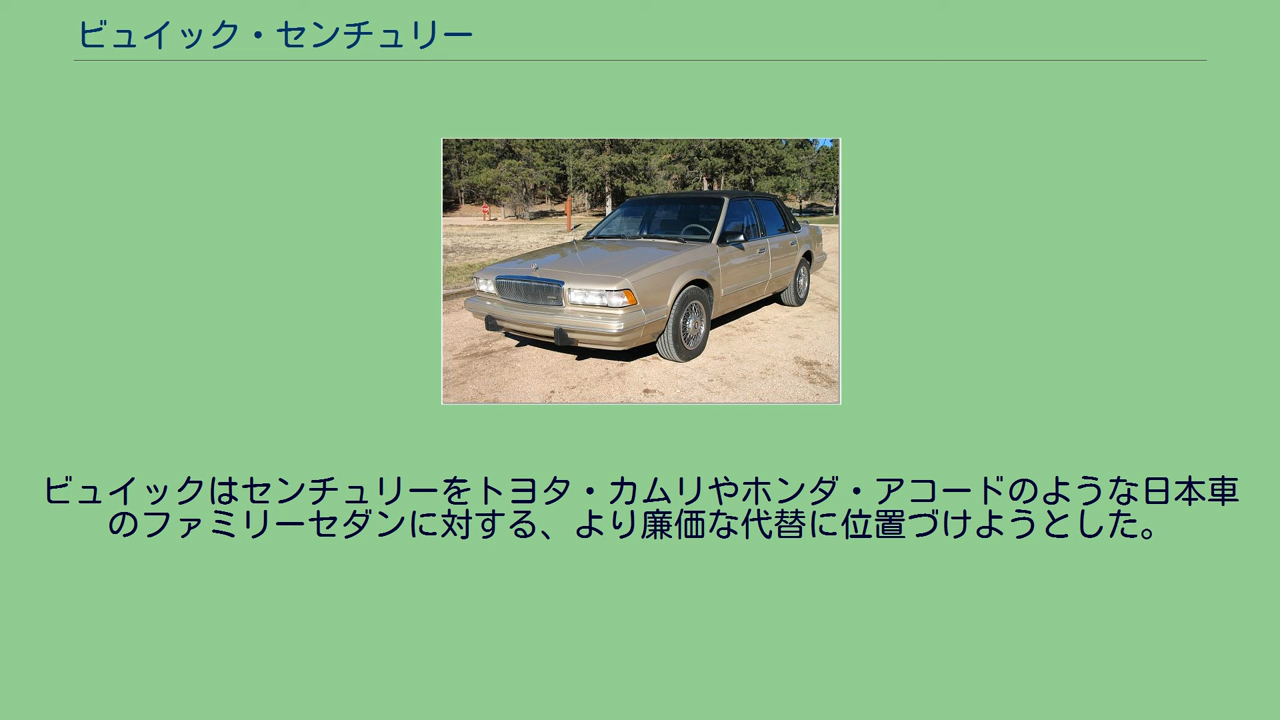 ビュイック・センチュリー
ビュイックはセンチュリーをトヨタ・カムリやホンダ・アコードのような日本車
のファミリーセダンに対する、より廉価な代替に位置づけようとした。